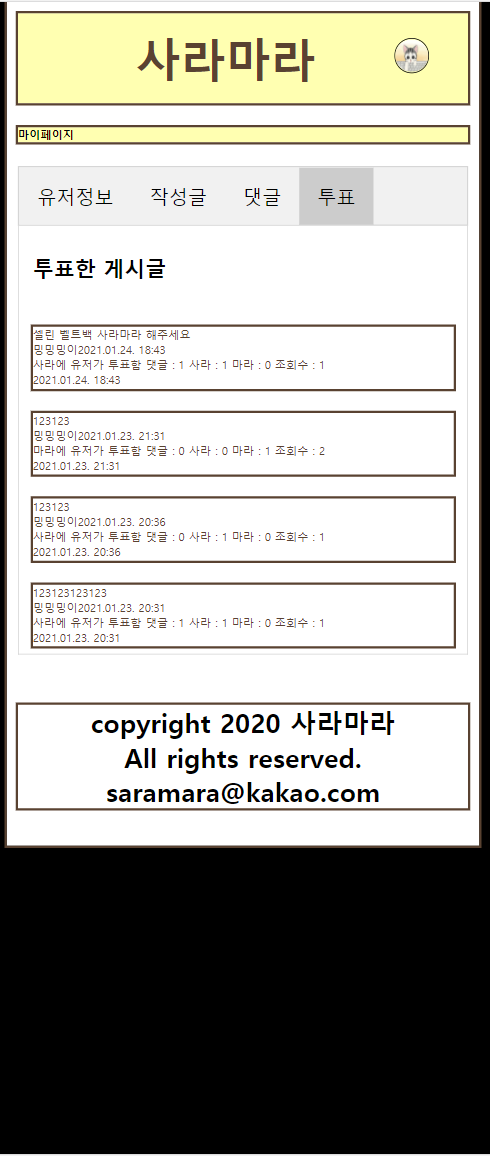 사라마라
마이페이지
유저정보 작성글 댓글 투표
투표한 게시글
셀린 벨트백 사라마라 해주세요
밍밍밍이2021.01.24. 18:43
사라에 유저가 투표함 댓글 : 1 사라 : 1 마라 : 0 조회수 : 1
2021.01.24. 18:43
123123
밍밍밍이2021.01.23. 21:31
마라에 유저가 투표함 댓글 : 0 사라 : 0 마라 : 1 조회수 : 2
2021.01.23. 21:31
123123
밍밍밍이2021.01.23. 20:36
사라에 유저가 투표함 댓글 : 0 사라 : 1 마라 : 0 조회수 : 1
2021.01.23. 20:36
123123123123
밍밍밍이2021.01.23. 20:31
사라에 유저가 투표함 댓글 : 1 사라 : 1 마라 : 0 조회수 : 1
2021.01.23. 20:31
copyright 2020 사라마라
All rights reserved.
saramara@kakao.com